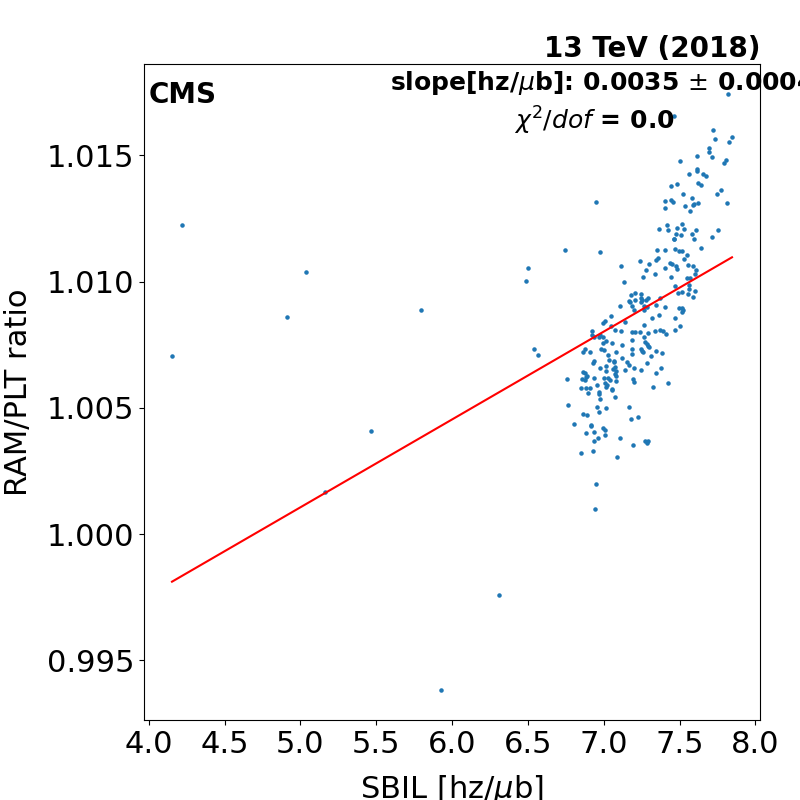 13 TeV (2018)
CMS
slope[hz/μb]: 0.0035 ± 0.0004
χ²/dof = 0.0
1.015
1.010
1.005
1.000
0.995
RAM/PLT ratio
4.0 4.5 5.0 5.5 6.0 6.5 7.0 7.5 8.0
SBIL [hz/μb]